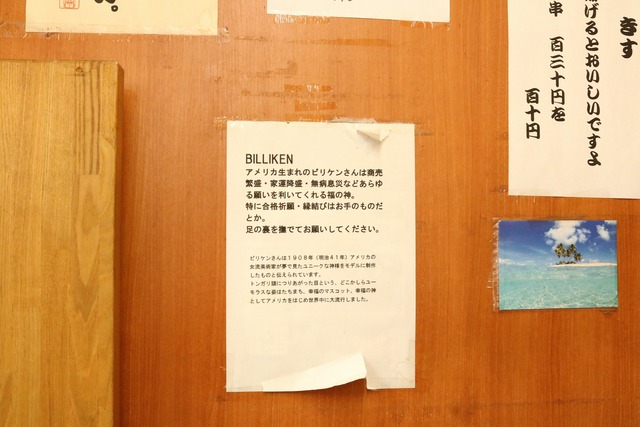 BILLIKEN
アメリカ生まれのビリケンさんは商売
繁盛・家運隆盛・無病息災などあらゆ
る願いを利いてくれる福の神。
特に合格祈願・縁結びはお手のものだ
とか。
足の裏を撫でてお願いしてください。
ビリケンさんは1908年（明治41年）アメリカの
女流美術家が夢で見たユニークな神様をモデルに制作
したものと伝えられています。
トンガリ頭につりあがった目という、どこかしらユー
モラスな姿はたちまち、幸福のマスコット、幸福の神
としてアメリカをはじめ世界中に大流行しました。
きす
揚げるとおいしいですよ
串 百三十円を
百十円